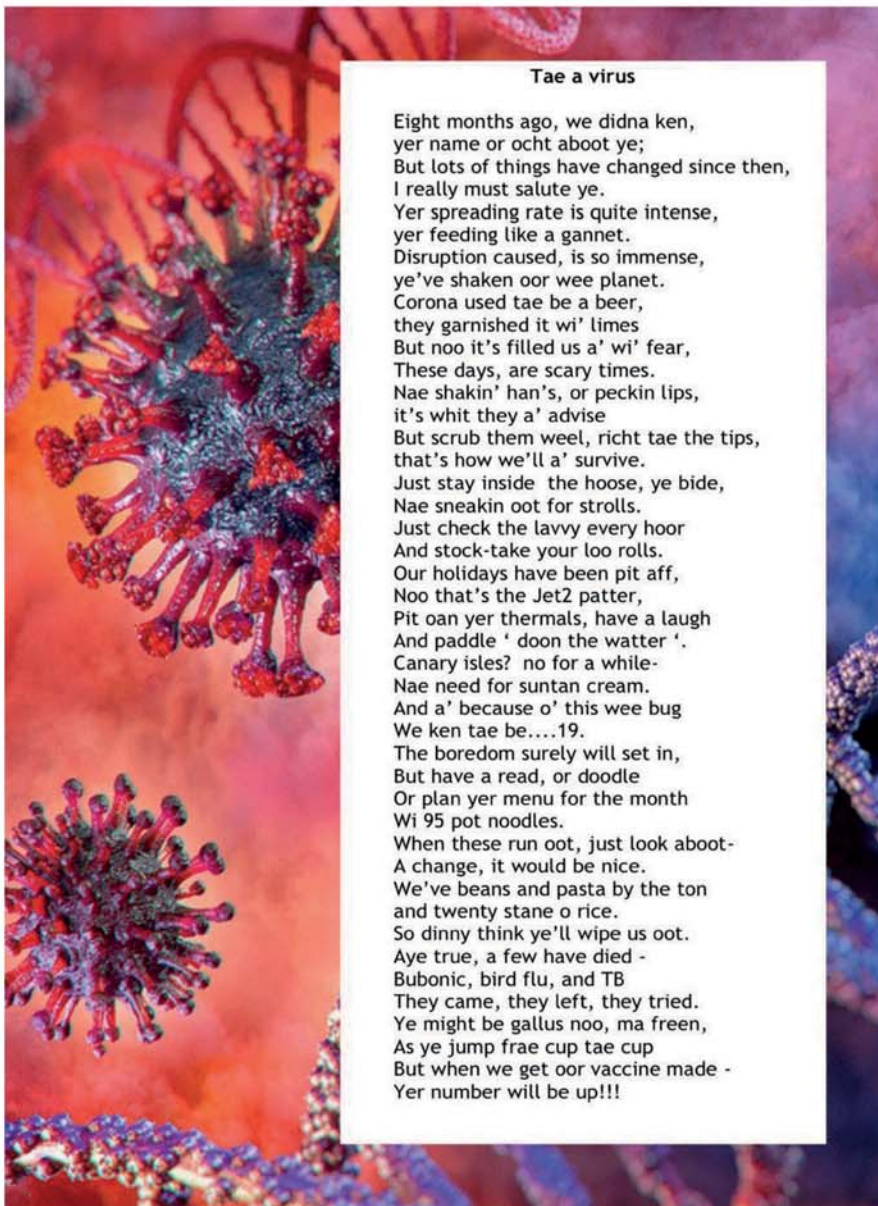 Tae a virus
Eight months ago, we didna ken,
yer name or ocht aboot ye;
But lots of things have changed since then,
I really must salute ye.
Yer spreading rate is quite intense,
yer feeding like a gannet.
Disruption caused, is so immense,
ye've shaken oor wee planet.
Corona used tae be a beer,
they garnished it wi' limes
But noo it's filled us a' wi' fear,
These days, are scary times.
Nae shakin' han's, or peckin lips,
it's whit they a' advise
But scrub them weel, richt tae the tips,
that's how we'll a' survive.
Just stay inside  the hoose, ye bide,
Nae sneakin oot for strolls.
Just check the lavvy every hoor
And stock-take your loo rolls.
Our holidays have been pit aff,
Noo that's the Jet2 patter,
Pit oan yer thermals, have a laugh
And paddle ‘ doon the watter ‘.
Canary isles?  no for a while-
Nae need for suntan cream.
And a' because o' this wee bug
We ken tae be....19.
The boredom surely will set in,
But have a read, or doodle
Or plan yer menu for the month
Wi 95 pot noodles.
When these run oot, just look aboot-
A change, it would be nice.
We've beans and pasta by the ton
and twenty stane o rice.
So dinny think ye'll wipe us oot.
Aye true, a few have died -
Bubonic, bird flu, and TB
They came, they left, they tried.
Ye might be gallus noo, ma freen,
As ye jump frae cup tae cup
But when we get oor vaccine made -
Yer number will be up!!!